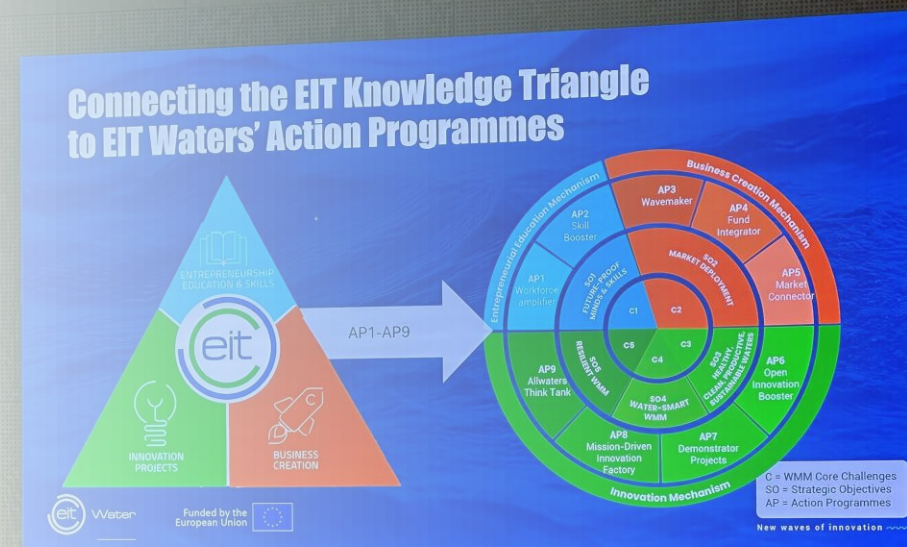 Connecting the EIT Knowledge Triangle
to EIT Waters' Action Programmes
ENTREPRENEURSHIP
EDUCATION & SKILLS
eit
INNOVATION
PROJECTS
BUSINESS
CREATION
AP1-AP9
Entrepreneurial Education Mechanism
Business Creation Mechanism
Innovation Mechanism
AP1
Workforce
amplifier
AP2
Skill
Booster
AP3
Wavemaker
AP4
Fund
Integrator
AP5
Market
Connector
AP6
Open
Innovation
Booster
AP7
Demonstrator
Projects
AP8
Mission-Driven
Innovation
Factory
AP9
Allwaters
Think Tank
SO1
FUTURE-PROOF
MINDS & SKILLS
SO2
MARKET DEPLOYMENT
SO3
HEALTHY,
CLEAN, PRODUCTIVE,
SUSTAINABLE WATERS
SO4
WATER-SMART
WMM
SO5
RESILIENT WMM
C1
C2
C3
C4
C5
C = WMM Core Challenges
SO = Strategic Objectives
AP = Action Programmes
eit Water
Funded by the
European Union
New waves of innovation